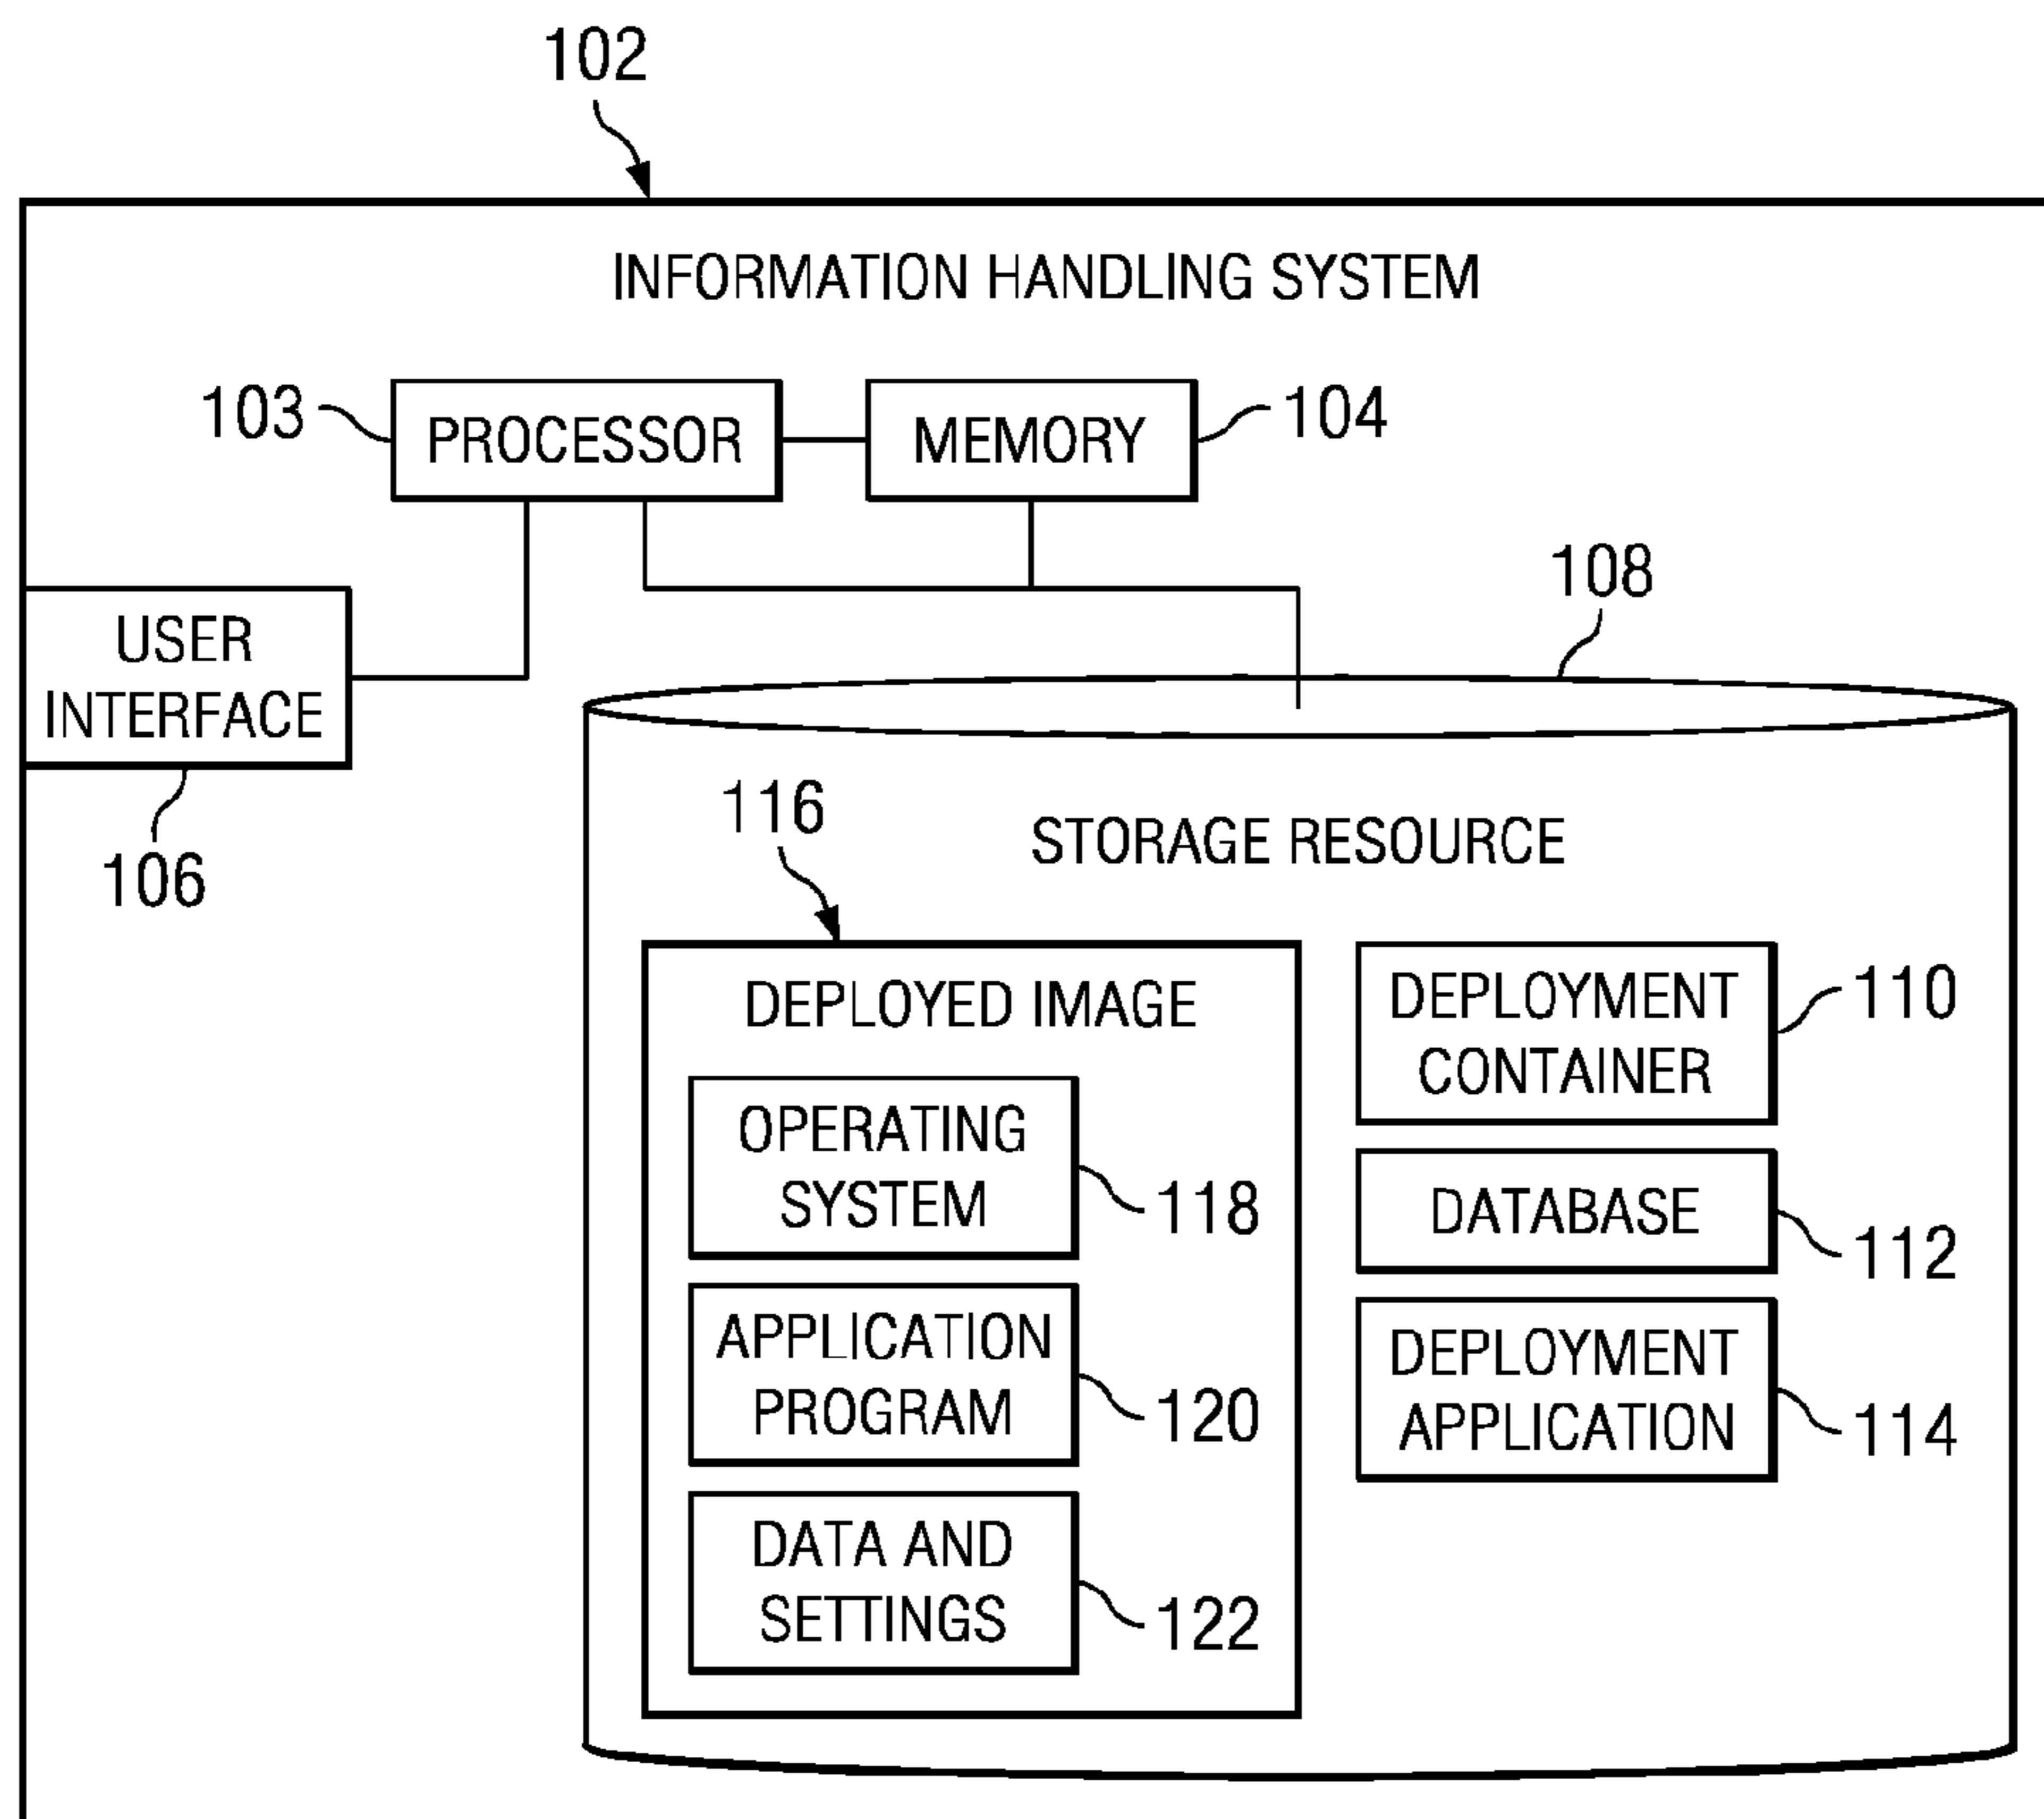 102
INFORMATION HANDLING SYSTEM
103
PROCESSOR
MEMORY
104
108
USER
INTERFACE
106
116
STORAGE RESOURCE
DEPLOYED IMAGE
OPERATING
SYSTEM
118
APPLICATION
PROGRAM
120
DATA AND
SETTINGS
122
DEPLOYMENT
CONTAINER
110
DATABASE
112
DEPLOYMENT
APPLICATION
114